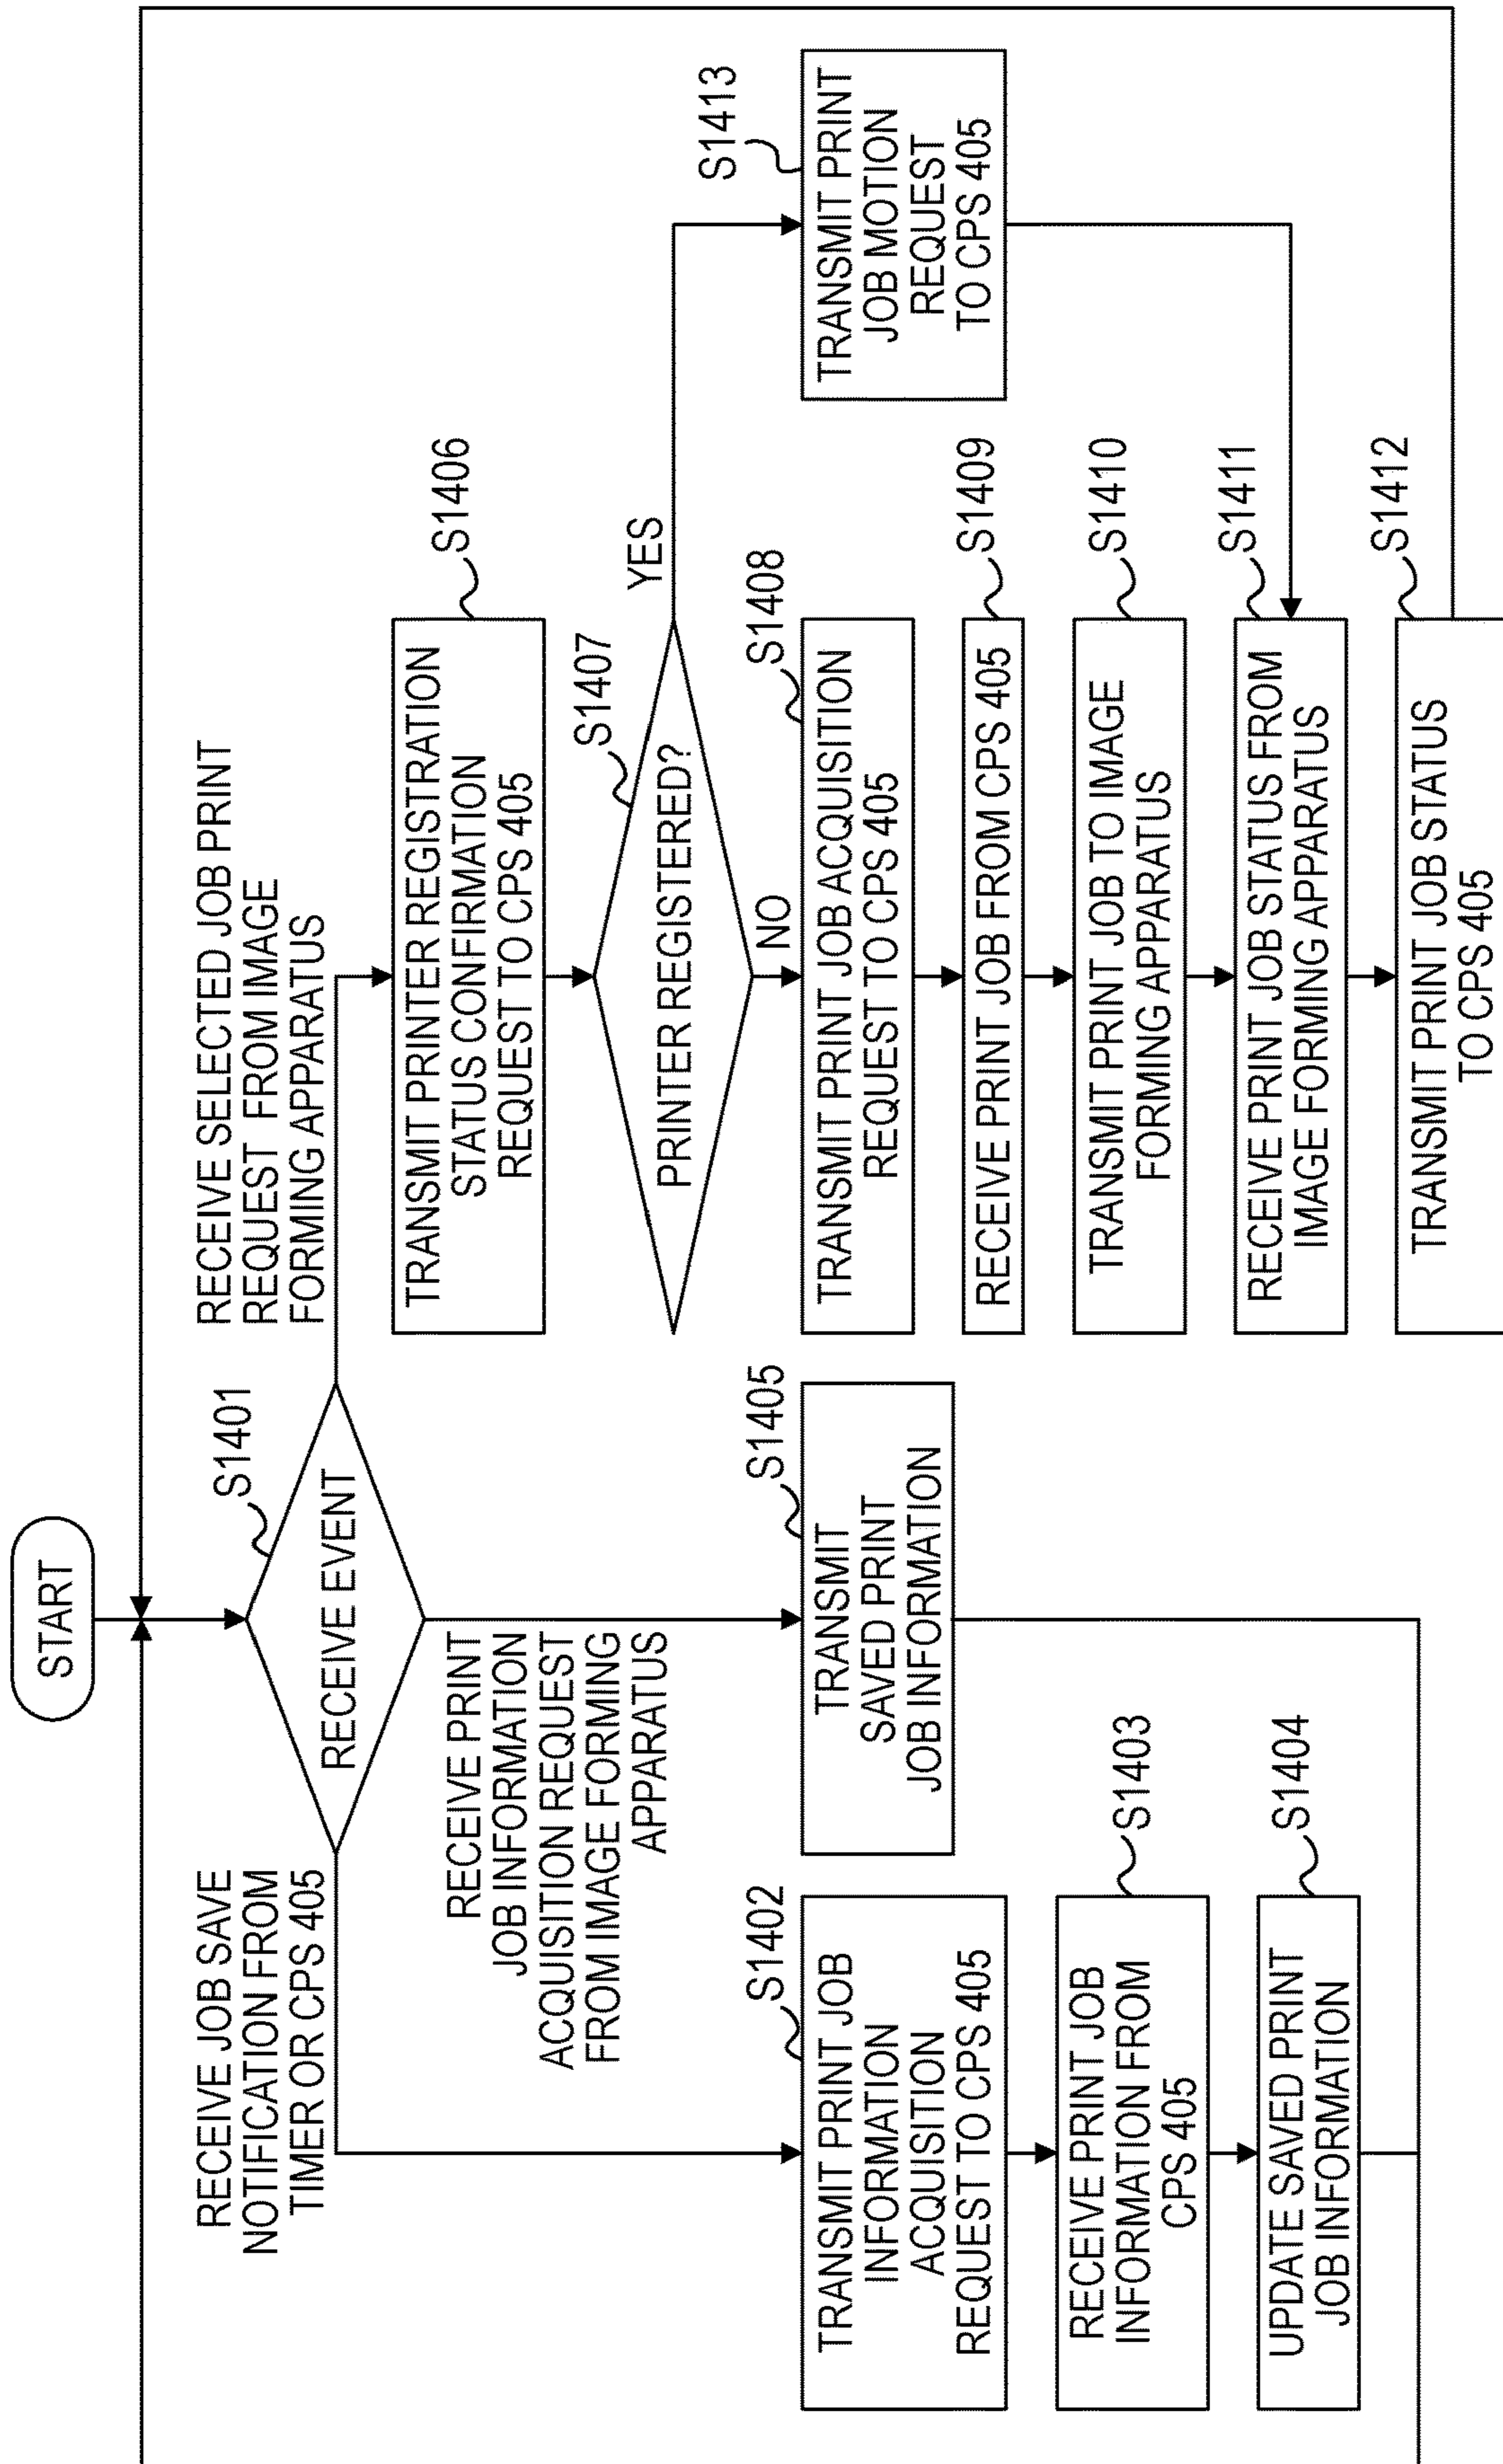 START
S1401
RECEIVE EVENT
RECEIVE JOB SAVE
NOTIFICATION FROM
TIMER OR CPS 405
RECEIVE PRINT
JOB INFORMATION
ACQUISITION REQUEST
FROM IMAGE FORMING
APPARATUS
RECEIVE SELECTED JOB PRINT
REQUEST FROM IMAGE
FORMING APPARATUS
S1402
TRANSMIT PRINT JOB
INFORMATION
ACQUISITION
REQUEST TO CPS 405
S1403
RECEIVE PRINT JOB
INFORMATION FROM
CPS 405
S1404
UPDATE SAVED PRINT
JOB INFORMATION
S1405
TRANSMIT
SAVED PRINT
JOB INFORMATION
S1406
TRANSMIT PRINTER REGISTRATION
STATUS CONFIRMATION
REQUEST TO CPS 405
S1407
PRINTER REGISTERED?
YES
NO
S1408
TRANSMIT PRINT JOB ACQUISITION
REQUEST TO CPS 405
S1409
RECEIVE PRINT JOB FROM CPS 405
S1410
TRANSMIT PRINT JOB TO IMAGE
FORMING APPARATUS
S1411
RECEIVE PRINT JOB STATUS FROM
IMAGE FORMING APPARATUS
S1412
TRANSMIT PRINT JOB STATUS
TO CPS 405
S1413
TRANSMIT PRINT
JOB MOTION
REQUEST
TO CPS 405